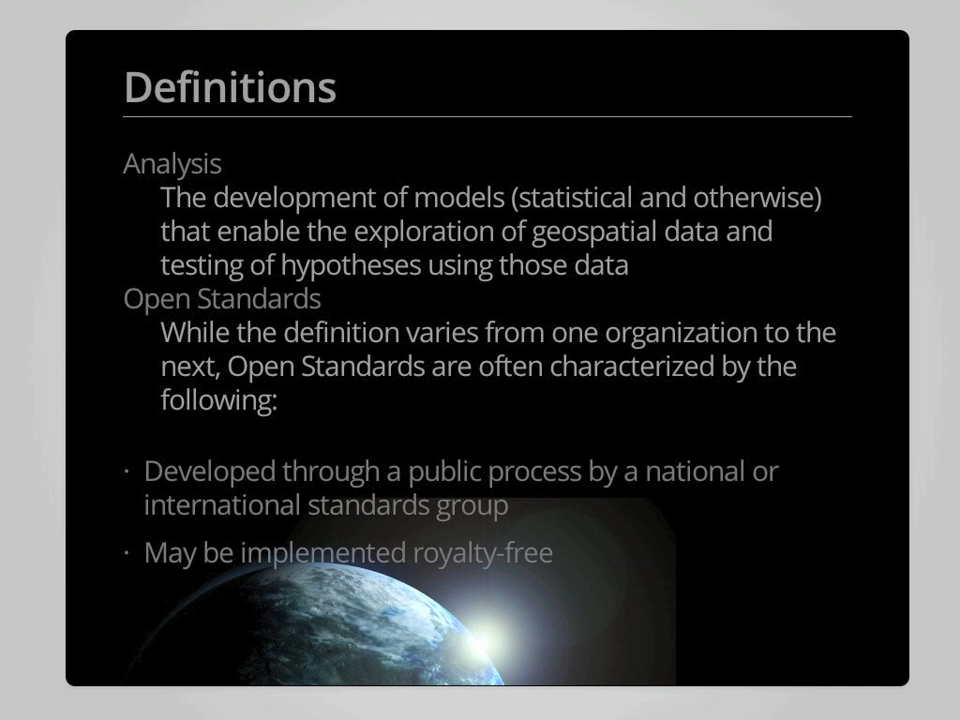 Definitions
Analysis
The development of models (statistical and otherwise)
that enable the exploration of geospatial data and
testing of hypotheses using those data
Open Standards
While the definition varies from one organization to the
next, Open Standards are often characterized by the
following:
· Developed through a public process by a national or
international standards group
· May be implemented royalty-free